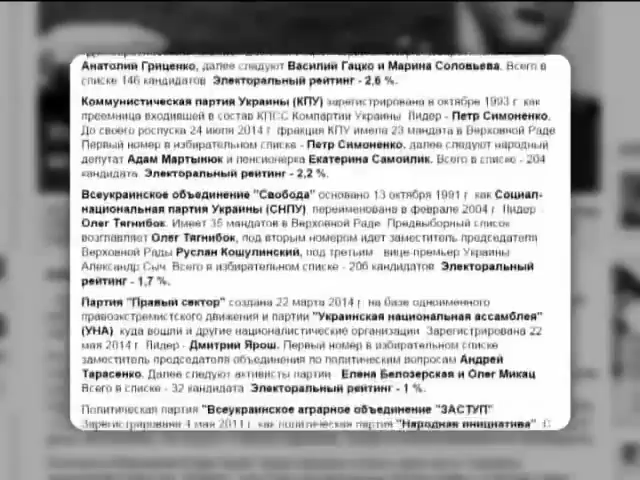 Анатолий Гриценко, далее следуют Василий Гацко и Марина Соловьева. Всего в
списке 146 кандидатов Электоральный рейтинг - 2,6 %.
Коммунистическая партия Украины (КПУ) зарегистрирована в октябре 1993 г как
преемница входившей в состав КПСС Компартии Украины Лидер - Петр Симоненко.
До своего роспуска 24 июля 2014 г фракция КПУ имела 23 мандата в Верховной Раде
Первый номер в избирательном списке - Петр Симоненко, далее следуют народный
депутат Адам Мартынюк и пенсионерка Екатерина Самойлик. Всего в списке - 204
кандидата Электоральный рейтинг - 2,2 %.
Всеукраинское объединение "Свобода" основано 13 октября 1991 г как Социал-
национальная партия Украины (СНПУ) переименована в феврале 2004 г Лидер -
Олег Тягнибок. Имеет 35 мандатов в Верховной Раде Предвыборный список
возглавляет Олег Тягнибок, под вторым номером идет заместитель председателя
Верховной Рады Руслан Кошулинский, под третьим вице-премьер Украины
Александр Сыч Всего в избирательном списке - 206 кандидатов Электоральный
рейтинг - 1,7 %.
Партия "Правый сектор" создана 22 марта 2014 г на базе одноименного
правоэкстремистского движения и партии "Украинская национальная ассамблея"
(УНА) куда вошли и другие националистические организации Зарегистрирована 22
мая 2014 г Лидер - Дмитрий Ярош. Первый номер в избирательном списке
заместитель председателя объединения по политическим вопросам Андрей
Тарасенко. Далее следуют активисты партии Елена Белозерская и Олег Микац
Всего в списке - 32 кандидата Электоральный рейтинг - 1 %.
Политическая партия "Всеукраинское аграрное объединение "ЗАСТУП"
Зарегистрирована 4 мая 2011 г как политическая партия "Народная инициатива" С